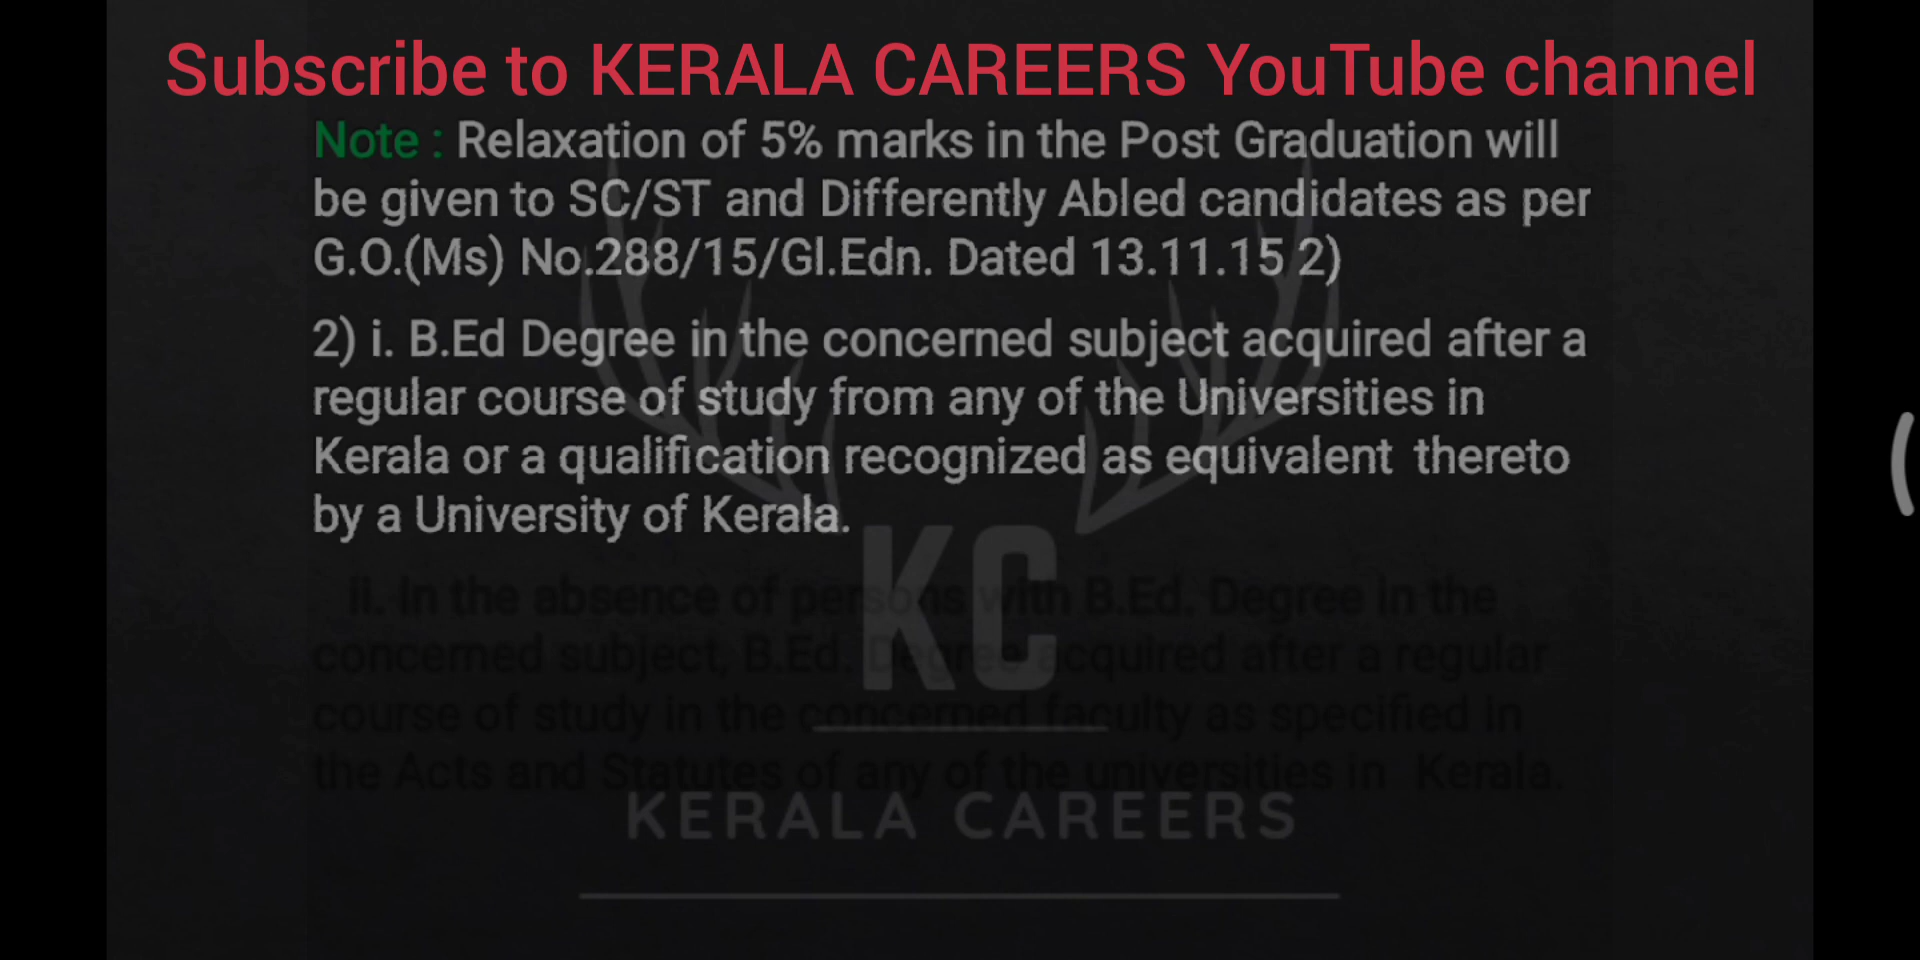 Subscribe to KERALA CAREERS YouTube channel
Note : Relaxation of 5% marks in the Post Graduation will
be given to SC/ST and Differently Abled candidates as per
G.O.(Ms) No.288/15/Gl.Edn. Dated 13.11.15 2)
2) i. B.Ed Degree in the concerned subject acquired after a
regular course of study from any of the Universities in
Kerala or a qualification recognized as equivalent thereto
by a University of Kerala.
ii. In the absence of persons with B.Ed. Degree in the
concerned subject, B.Ed. Degree acquired after a regular
course of study in the concerned faculty as specified in
the Acts and Statutes of any of the universities in Kerala.
KC
KERALA CAREERS